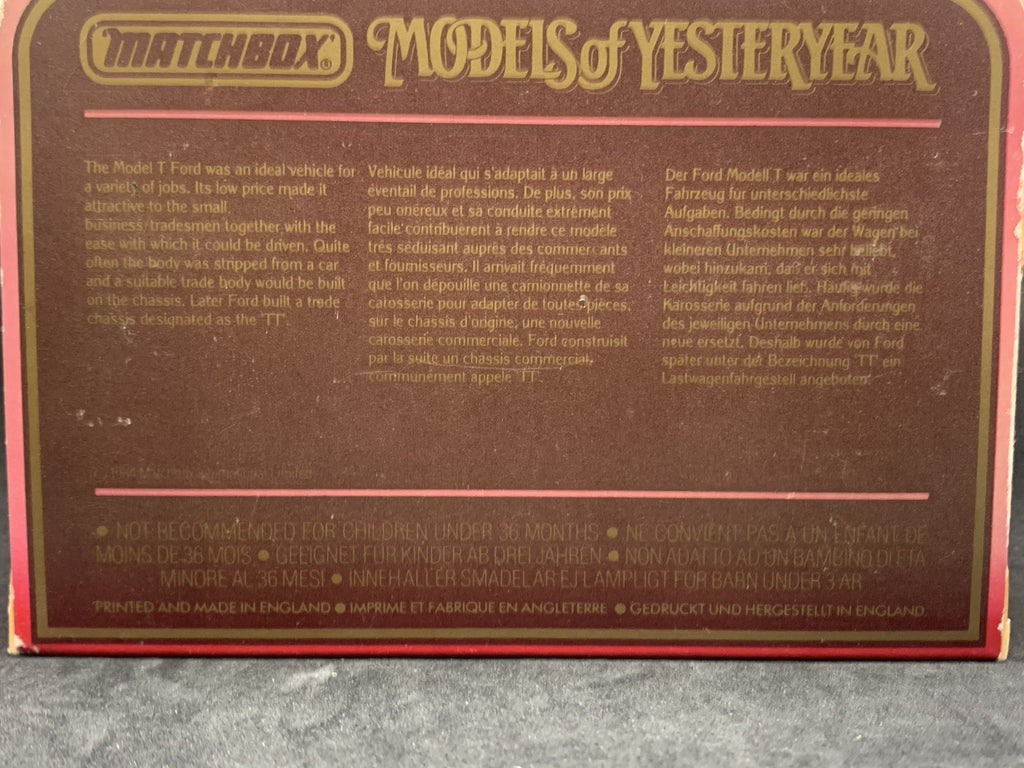 MATCHBOX® MODELS of YESTERYEAR
The Model T Ford was an ideal vehicle for
a variety of jobs. Its low price made it
attractive to the small
business/tradesmen together with the
ease with which it could be driven. Quite
often the body was stripped from a car
and a suitable trade body would be built
on the chassis. Later Ford built a trade
chassis designated as the 'TT'.
Vehicule idéal qui s'adaptait à un large
éventail de professions. De plus, son prix
peu onéreux et sa conduite extrêment
facile contribuèrent à rendre ce modèle
très séduisant auprès des commerçants
et fournisseurs. Il arrivait fréquemment
que l'on dépouille une camionnette de sa
carosserie pour adapter de toutes pièces,
sur le chassis d'origine, une nouvelle
carosserie commerciale. Ford construisit
par la suite un chassis commercial,
communément appele 'TT'.
Der Ford Modell T war ein ideales
Fahrzeug für unterschiedlichste
Aufgaben. Bedingt durch die geringen
Anschaffungskosten war der Wagen bei
kleineren Unternehmen sehr beliebt,
wobei hinzukam, daß er sich mit
Leichtigkeit fahren ließ. Häufig wurde die
Karosserie aufgrund der Anforderungen
des jeweiligen Unternehmens durch eine
neue ersetzt. Deshalb wurde von Ford
später unter der Bezeichnung 'TT' ein
Lastwagenfahrgestell angeboten.
● NOT RECOMMENDED FOR CHILDREN UNDER 36 MONTHS ● NE CONVIENT PAS A UN ENFANT DE
MOINS DE 36 MOIS ● GEEIGNET FUR KINDER AB DREI JAHREN ● NON ADATTO AD UN BAMBINO DI ETA
MINORE AL 36 MESI ● INNEHALLER SMADELAR EJ LAMPLIGT FOR BARN UNDER 3 AR
PRINTED AND MADE IN ENGLAND ● IMPRIME ET FABRIQUE EN ANGLETERRE ● GEDRUCKT UND HERGESTELLT IN ENGLAND.